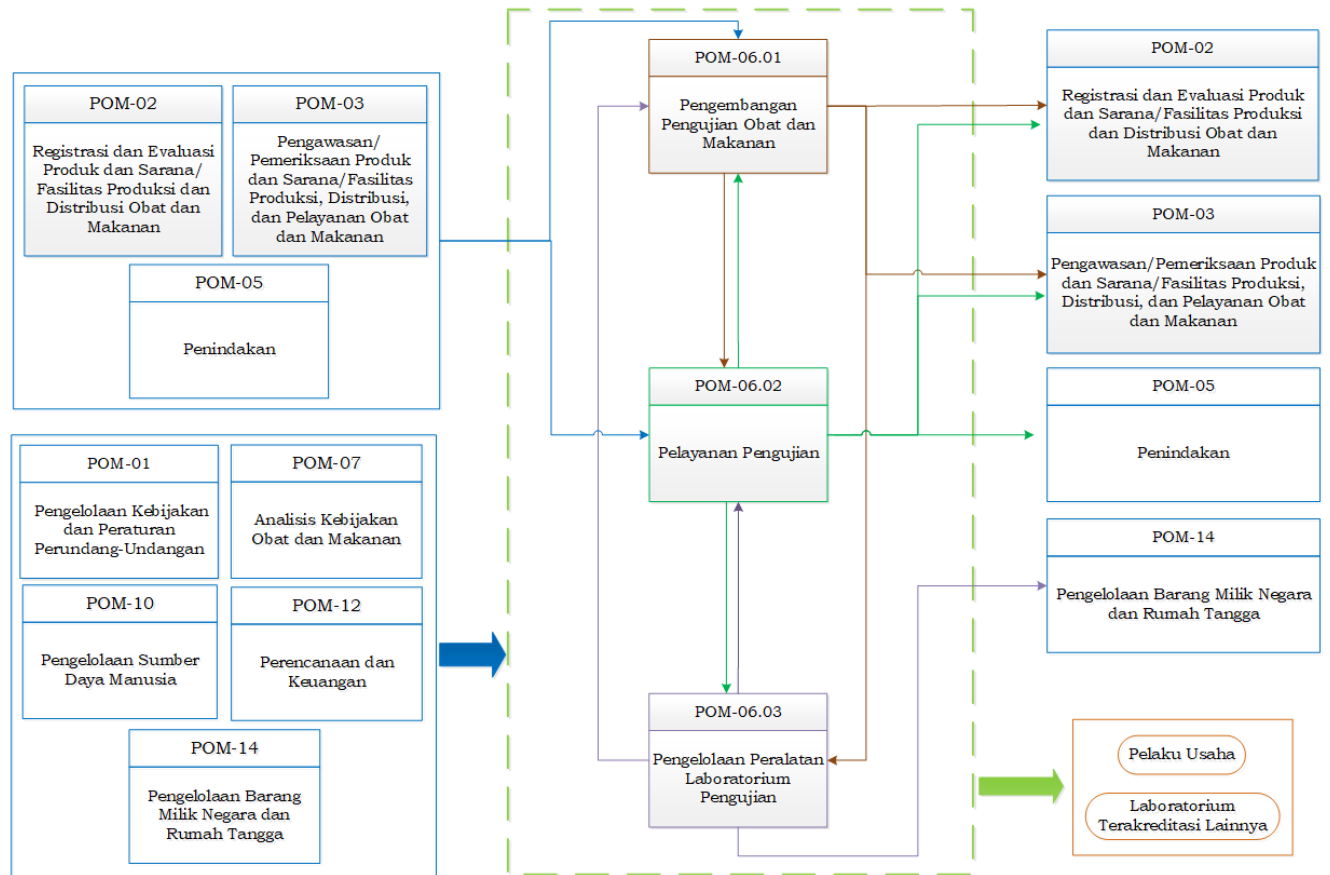 POM-02
Registrasi dan Evaluasi
Produk dan Sarana/
Fasilitas Produksi dan
Distribusi Obat dan
Makanan
POM-03
Pengawasan/
Pemeriksaan Produk
dan Sarana/Fasilitas
Produksi, Distribusi,
dan Pelayanan Obat
dan Makanan
POM-05
Penindakan
POM-01
Pengelolaan Kebijakan
dan Peraturan
Perundang-Undangan
POM-07
Analisis Kebijakan
Obat dan Makanan
POM-10
Pengelolaan Sumber
Daya Manusia
POM-12
Perencanaan dan
Keuangan
POM-14
Pengelolaan Barang
Milik Negara dan
Rumah Tangga
POM-06.01
Pengembangan
Pengujian Obat dan
Makanan
POM-06.02
Pelayanan Pengujian
POM-06.03
Pengelolaan Peralatan
Laboratorium
Pengujian
POM-02
Registrasi dan Evaluasi Produk
dan Sarana/Fasilitas Produksi
dan Distribusi Obat dan
Makanan
POM-03
Pengawasan/Pemeriksaan Produk
dan Sarana/Fasilitas Produksi,
Distribusi, dan Pelayanan Obat
dan Makanan
POM-05
Penindakan
POM-14
Pengelolaan Barang Milik Negara
dan Rumah Tangga
Pelaku Usaha
Laboratorium
Terakreditasi Lainnya